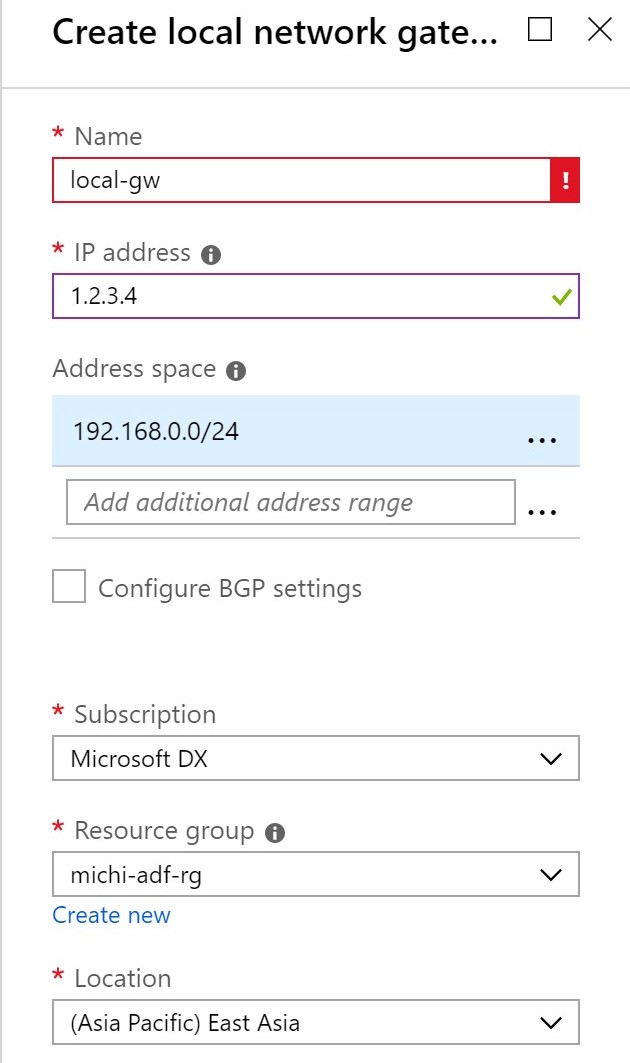 Create local network gate...
* Name
local-gw
* IP address
1.2.3.4
Address space
192.168.0.0/24
...
Add additional address range
...
Configure BGP settings
* Subscription
Microsoft DX
* Resource group
michi-adf-rg
Create new
* Location
(Asia Pacific) East Asia